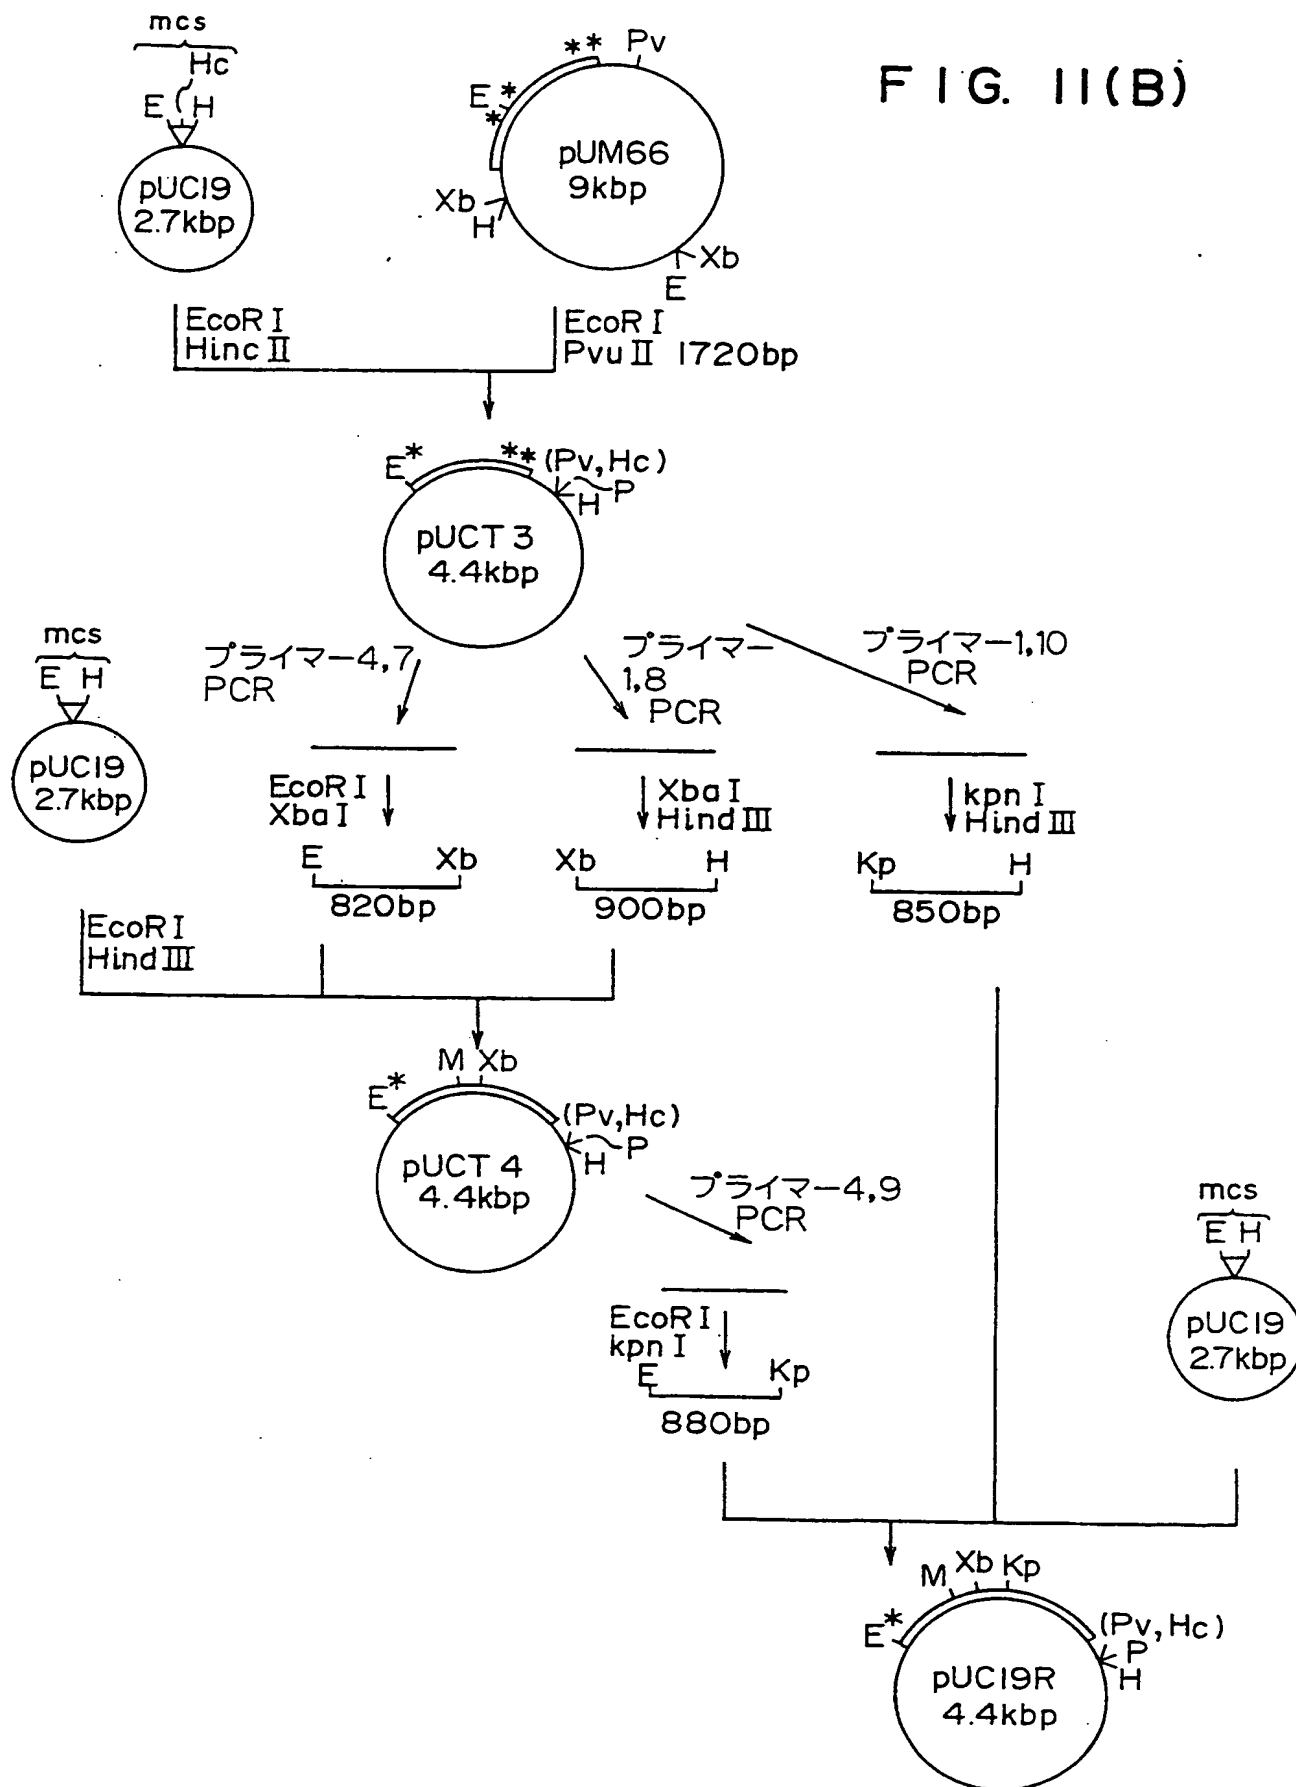 FIG. 11(B)
mcs
Hc
E H
pUC19
2.7kbp
Pv
**
*
E
*
pUM66
9kbp
Xb
H
Xb
E
EcoR I
Hinc II
EcoR I
Pvu II 1720bp
E* ** (Pv,Hc)
H P
pUCT 3
4.4kbp
mcs
E H
pUC19
2.7kbp
プライマー4,7
PCR
プライマー
1,8
PCR
プライマー1,10
PCR
EcoR I
Xba I
Xba I
Hind III
kpn I
Hind III
E Xb
820bp
Xb H
900bp
Kp H
850bp
EcoR I
Hind III
M Xb
E*
(Pv,Hc)
H P
pUCT 4
4.4kbp
プライマー4,9
PCR
EcoR I
kpn I
E Kp
880bp
mcs
E H
pUC19
2.7kbp
M Xb Kp
E*
(Pv,Hc)
P
H
pUC19R
4.4kbp